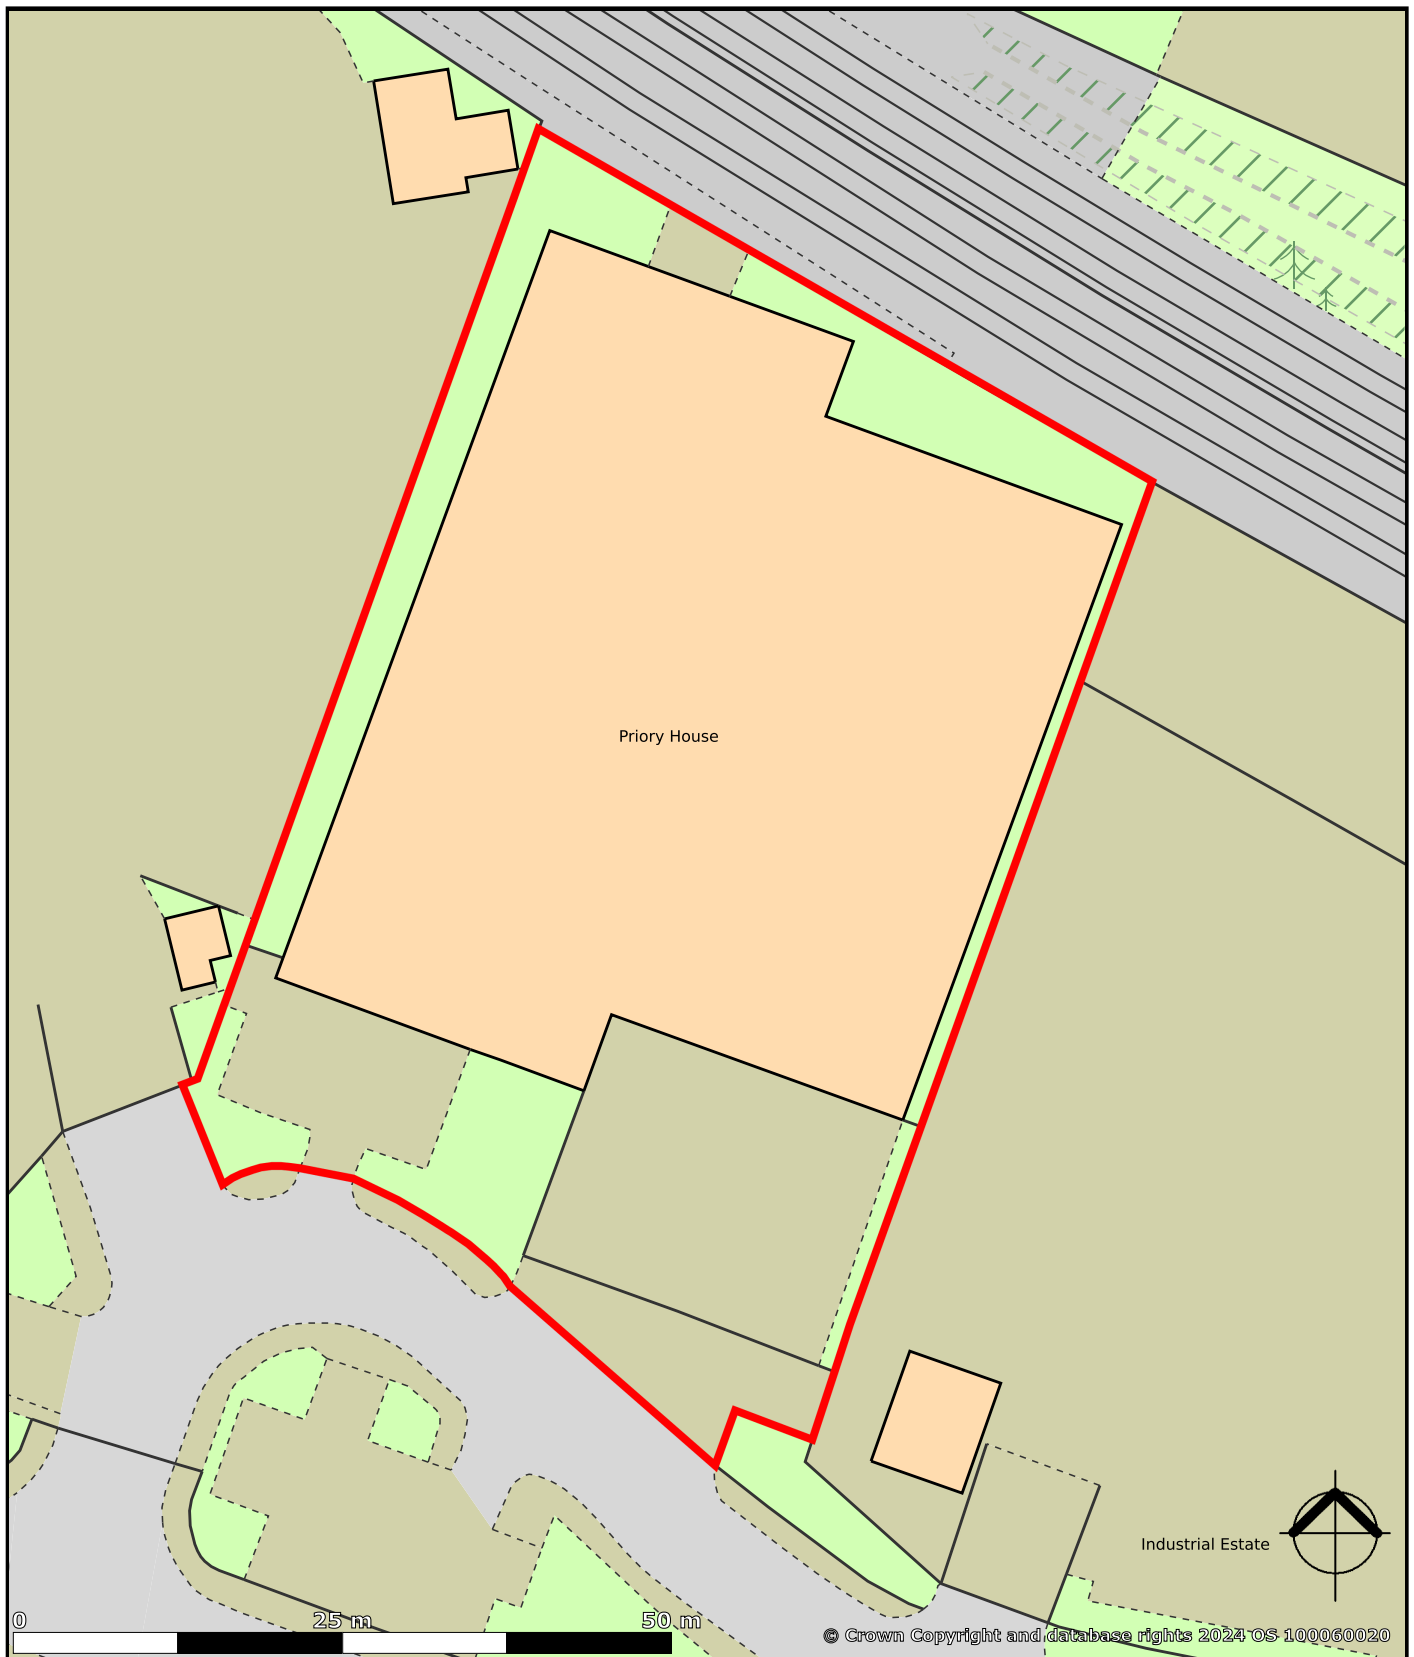 Priory House
Industrial Estate
0 25 m 50 m
© Crown Copyright and database rights 2024 OS 100060020